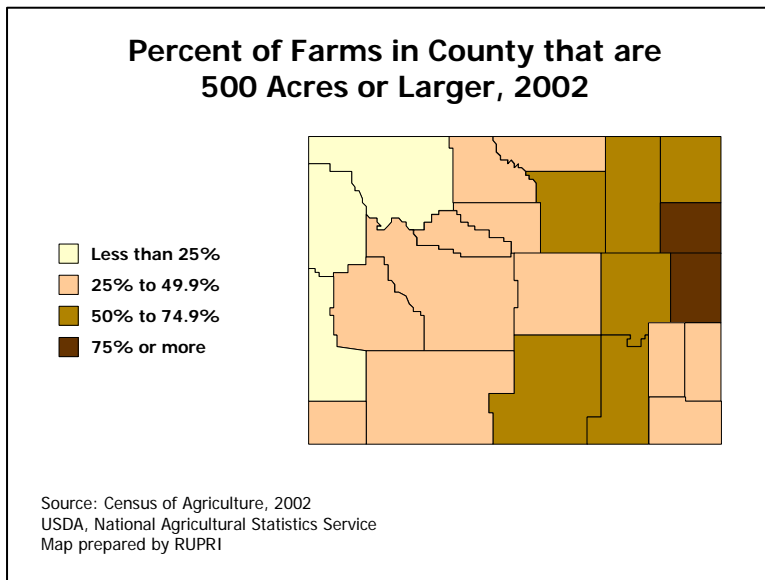 Percent of Farms in County that are
500 Acres or Larger, 2002
Less than 25%
25% to 49.9%
50% to 74.9%
75% or more
Source: Census of Agriculture, 2002
USDA, National Agricultural Statistics Service
Map prepared by RUPRI